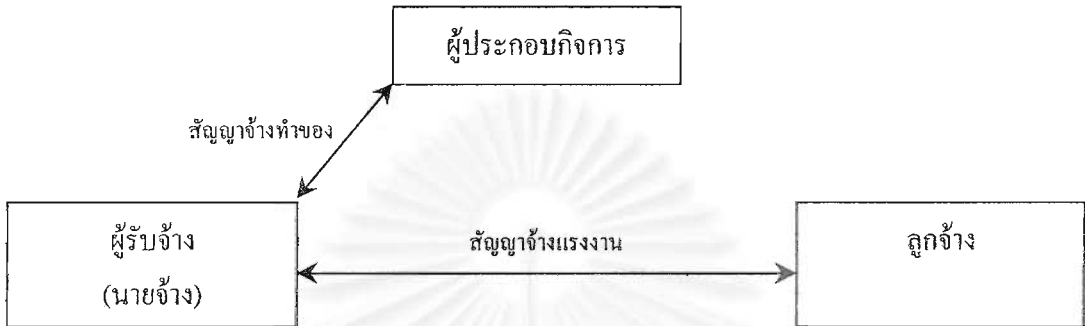 ผู้ประกอบกิจการ
สัญญาจ้างทำของ
ผู้รับจ้าง
(นายจ้าง)
สัญญาจ้างแรงงาน
ลูกจ้าง